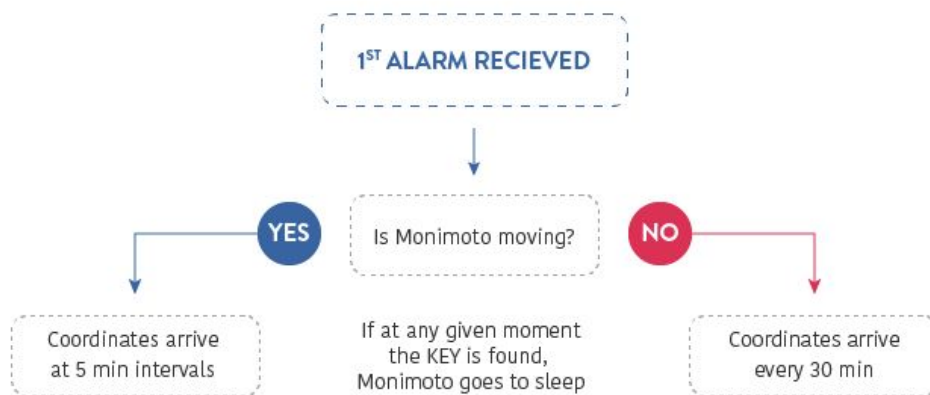 1ST ALARM RECIEVED
YES
Is Monimoto moving?
NO
Coordinates arrive
at 5 min intervals
If at any given moment
the KEY is found,
Monimoto goes to sleep
Coordinates arrive
every 30 min